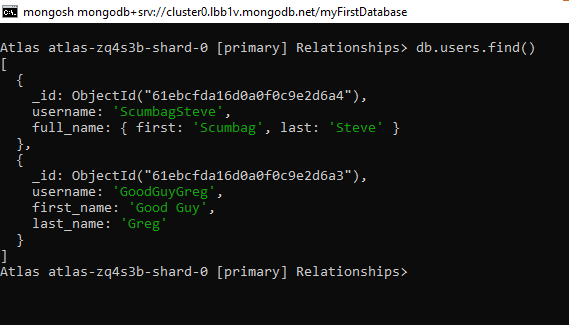 mongosh mongodb+srv://cluster0.lbb1v.mongodb.net/myFirstDatabase
Atlas atlas-zq4s3b-shard-0 [primary] Relationships> db.users.find()
[
  {
    _id: ObjectId("61ebcfda16d0a0f0c9e2d6a4"),
    username: 'ScumbagSteve',
    full_name: { first: 'Scumbag', last: 'Steve' }
  },
  {
    _id: ObjectId("61ebcfda16d0a0f0c9e2d6a3"),
    username: 'GoodGuyGreg',
    first_name: 'Good Guy',
    last_name: 'Greg'
  }
]
Atlas atlas-zq4s3b-shard-0 [primary] Relationships>